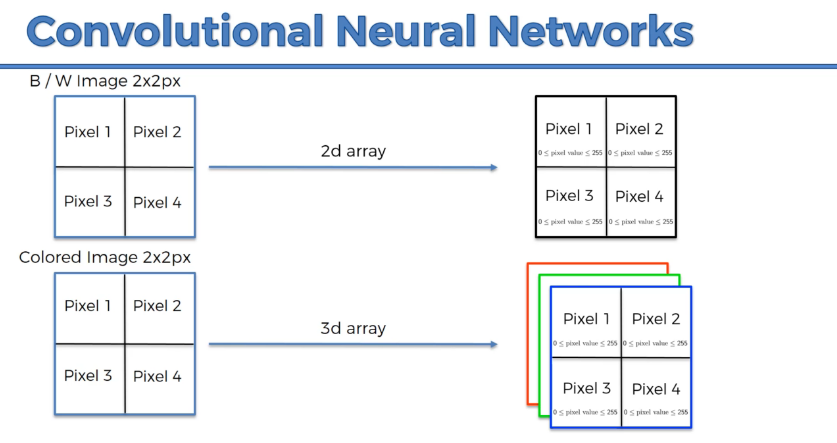 Convolutional Neural Networks
B / W Image 2x2px
Pixel 1 Pixel 2
Pixel 3 Pixel 4
2d array
Pixel 1 Pixel 2
0 ≤ pixel value ≤ 255 0 ≤ pixel value ≤ 255
Pixel 3 Pixel 4
0 ≤ pixel value ≤ 255 0 ≤ pixel value ≤ 255
Colored Image 2x2px
Pixel 1 Pixel 2
Pixel 3 Pixel 4
3d array
Pixel 1 Pixel 2
0 ≤ pixel value ≤ 255 0 ≤ pixel value ≤ 255
Pixel 3 Pixel 4
0 ≤ pixel value ≤ 255 0 ≤ pixel value ≤ 255